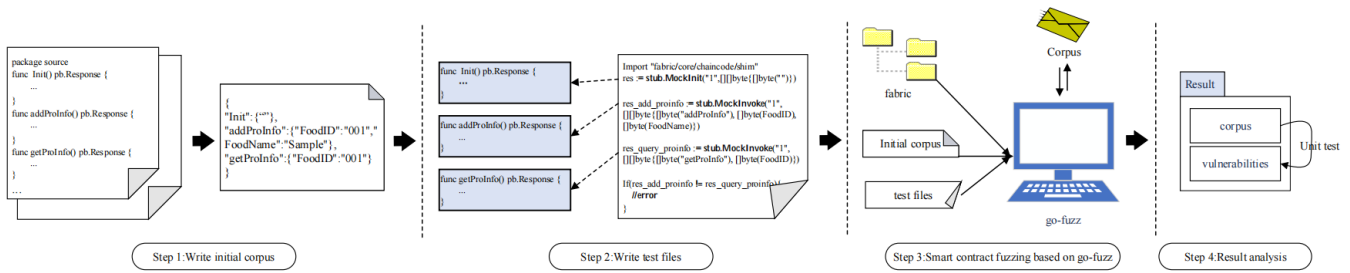 package source
func Init() pb.Response {
...
}
func addProInfo() pb.Response {
...
}
func getProInfo() pb.Response {
...
}
...
{
"Init":{""},
"addProInfo":{"FoodID":"001","
FoodName":"Sample"},
"getProInfo":{"FoodID":"001"}
}
Step 1:Write initial corpus
func Init() pb.Response {
...
}
func addProInfo() pb.Response {
...
}
func getProInfo() pb.Response {
...
}
Import "fabric/core/chaincode/shim"
res := stub.MockInit("1",[][]byte{[]byte("")})
res_add_proinfo := stub.MockInvoke("1",
[][]byte{[]byte("addProInfo"), []byte(FoodID),
[]byte(FoodName)})
res_query_proinfo := stub.MockInvoke("1",
[][]byte{[]byte("getProInfo"), []byte(FoodID)})
If(res_add_proinfo != res_query_proinfo){
//error
}
Step 2:Write test files
fabric
Initial corpus
test files
Corpus
go-fuzz
Step 3:Smart contract fuzzing based on go-fuzz
Result
corpus
vulnerabilities
Unit test
Step 4:Result analysis